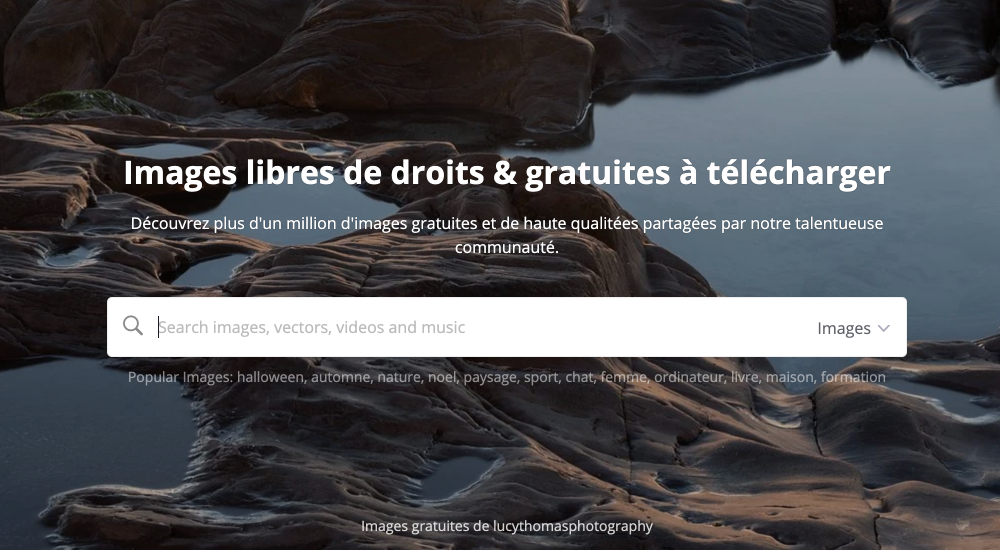 Images libres de droits & gratuites à télécharger
Découvrez plus d'un million d'images gratuites et de haute qualitées partagées par notre talentueuse
communauté.
Search images, vectors, videos and music
Images
Popular Images: halloween, automne, nature, noel, paysage, sport, chat, femme, ordinateur, livre, maison, formation
Images gratuites de lucythomasphotography